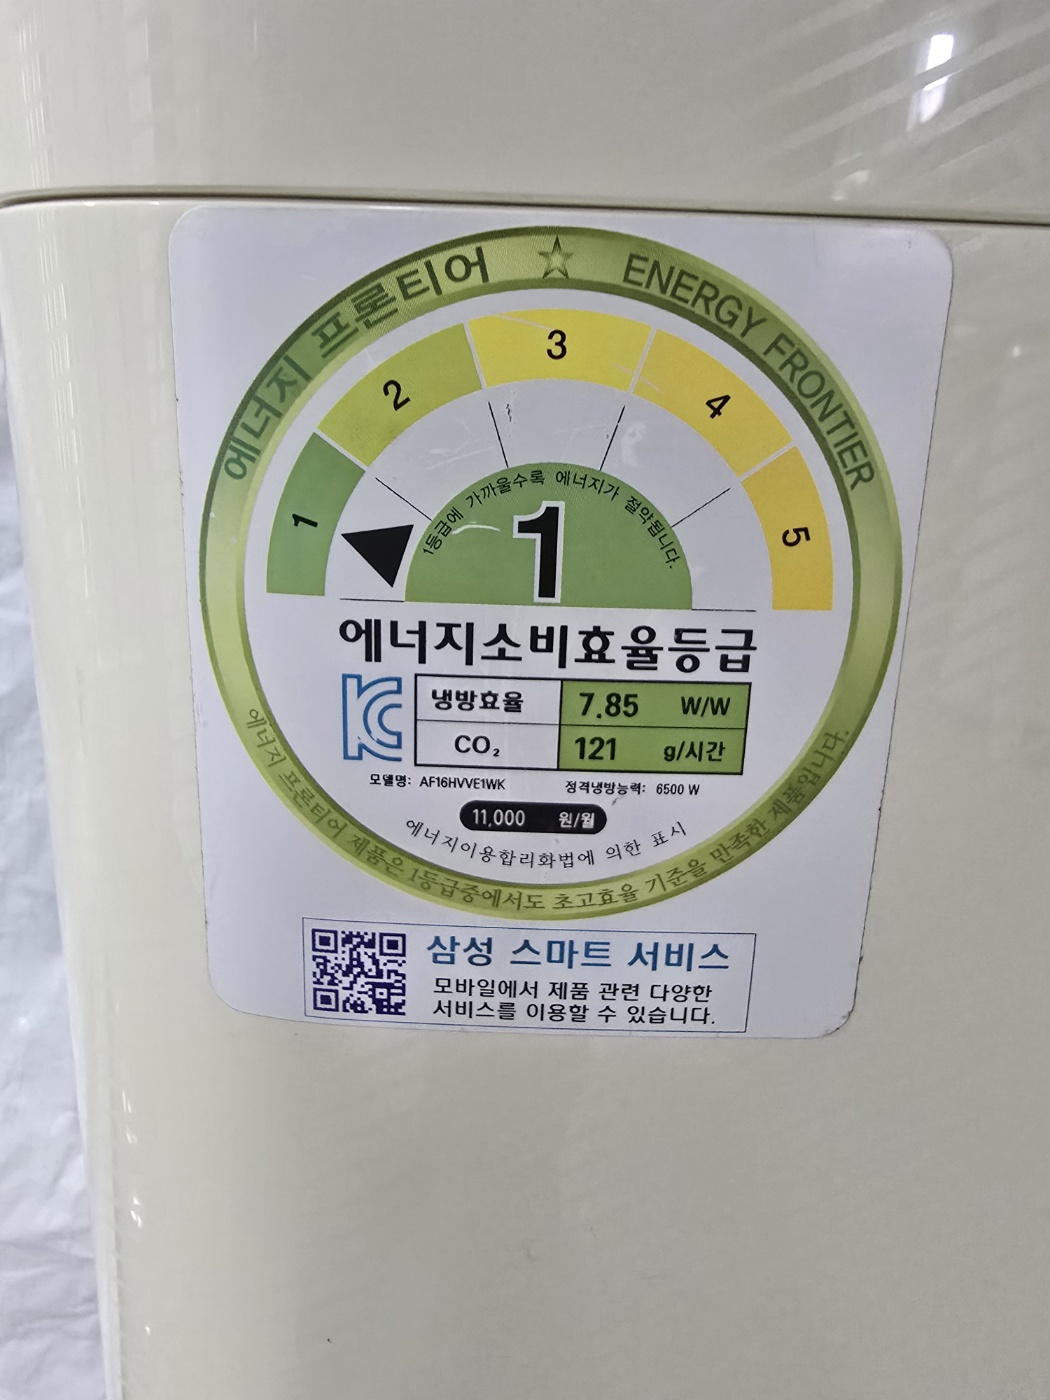 에너지 프론티어 ☆ ENERGY FRONTIER
1 2 3 4 5
1등급에 가까울수록 에너지가 절약됩니다.
1
에너지소비효율등급
KC
냉방효율 7.85 W/W
CO₂ 121 g/시간
모델명: AF16HVVE1WK 정격냉방능력: 6500 W
11,000 원/월
에너지이용합리화법에 의한 표시
에너지 프론티어 제품은 1등급중에서도 초고효율 기준을 만족한 제품입니다.
삼성 스마트 서비스
모바일에서 제품 관련 다양한
서비스를 이용할 수 있습니다.